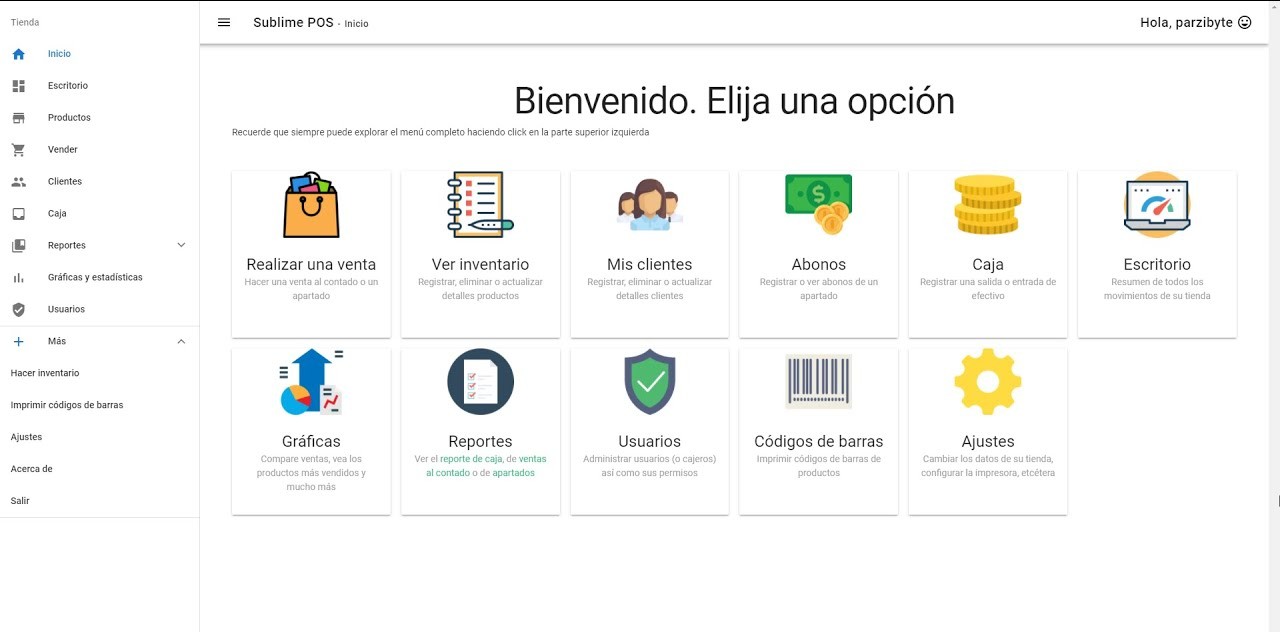 Tienda
Inicio
Escritorio
Productos
Vender
Clientes
Caja
Reportes
Gráficas y estadísticas
Usuarios
Más
Hacer inventario
Imprimir códigos de barras
Ajustes
Acerca de
Salir
Sublime POS - Inicio
Hola, parzibyte
Bienvenido. Elija una opción
Recuerde que siempre puede explorar el menú completo haciendo click en la parte superior izquierda
Realizar una venta
Hacer una venta al contado o un
apartado
Ver inventario
Registrar, eliminar o actualizar
detalles productos
Mis clientes
Registrar, eliminar o actualizar
detalles clientes
Abonos
Registrar o ver abonos de un
apartado
Caja
Registrar una salida o entrada de
efectivo
Escritorio
Resumen de todos los
movimientos de su tienda
Gráficas
Compare ventas, vea los
productos más vendidos y
mucho más
Reportes
Ver el reporte de caja, de ventas
al contado o de apartados
Usuarios
Administrar usuarios (o cajeros)
así como sus permisos
Códigos de barras
Imprimir códigos de barras de
productos
Ajustes
Cambiar los datos de su tienda,
configurar la impresora, etcétera